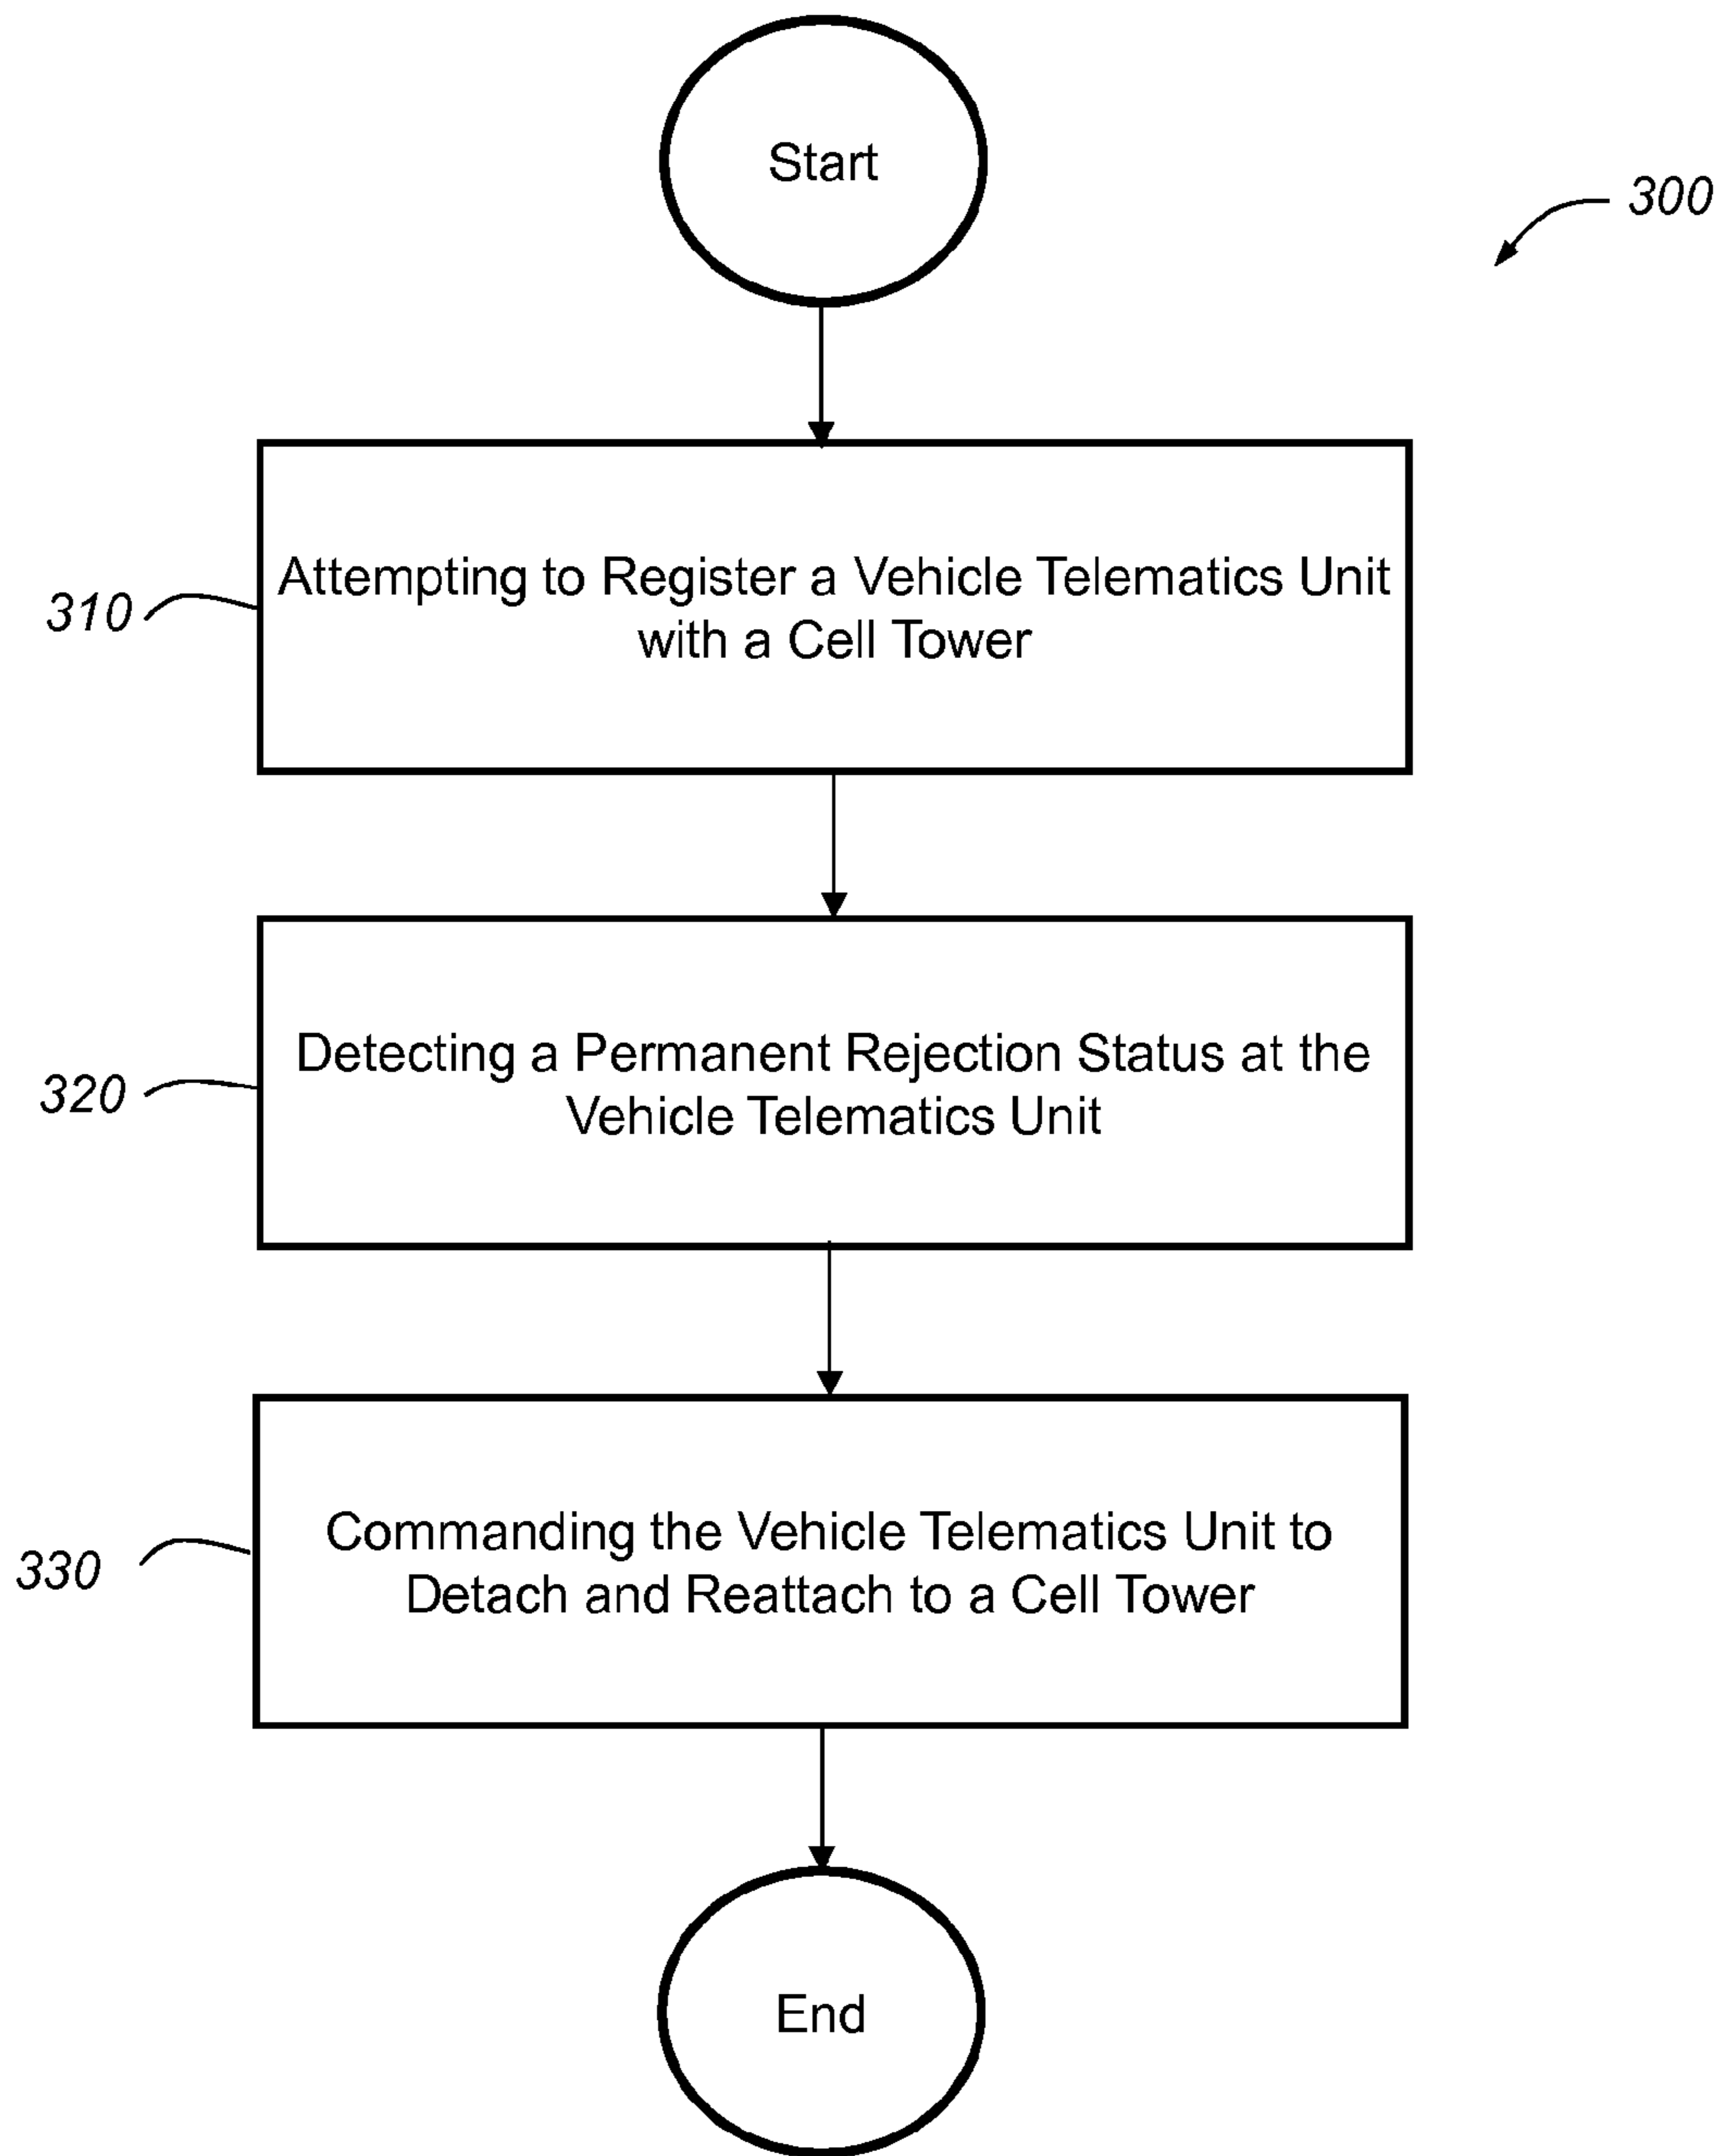 Start
300
Attempting to Register a Vehicle Telematics Unit
with a Cell Tower
310
Detecting a Permanent Rejection Status at the
Vehicle Telematics Unit
320
Commanding the Vehicle Telematics Unit to
Detach and Reattach to a Cell Tower
330
End